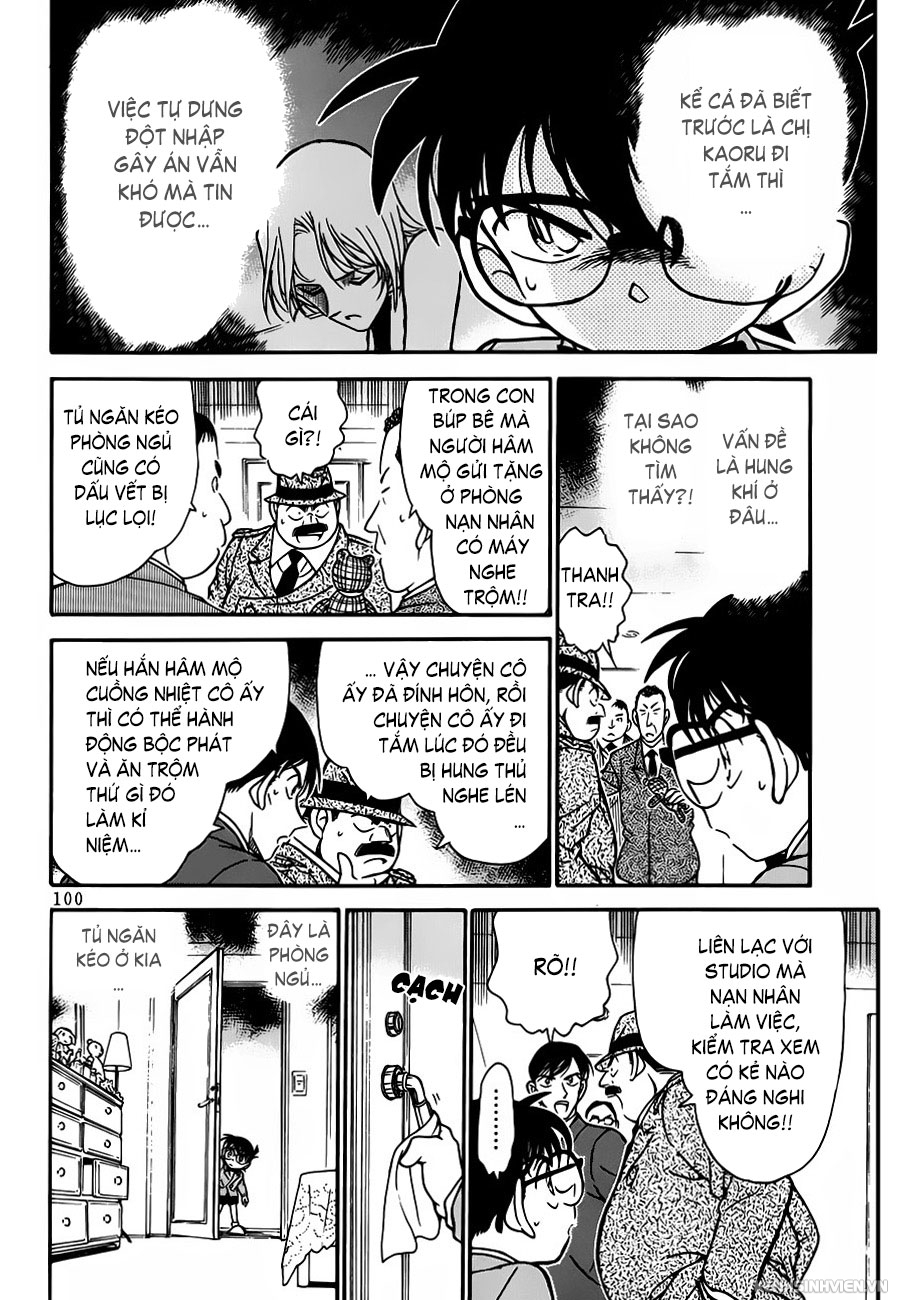 KỂ CẢ ĐÃ BIẾT
TRƯỚC LÀ CHỊ
KAORU ĐI
TẮM THÌ
...
VIỆC TỰ DƯNG
ĐỘT NHẬP
GÂY ÁN VẪN
KHÓ MÀ TIN
ĐƯỢC...
VẤN ĐỀ
LÀ HUNG
KHÍ Ở
ĐÂU...
TẠI SAO
KHÔNG
TÌM
THẤY?!
THANH
TRA!!
TRONG CON
BÚP BÊ MÀ
NGƯỜI HÂM
MỘ GỬI TẶNG
Ở PHÒNG
NẠN NHÂN
CÓ MÁY
NGHE
TRỘM!!
CÁI
GÌ?!
TỦ NGĂN KÉO
PHÒNG NGỦ
CŨNG CÓ
DẤU VẾT BỊ
LỤC LỌI!
... VẬY CHUYỆN CÔ
ẤY ĐÃ ĐÍNH HÔN, RỒI
CHUYỆN CÔ ẤY ĐI
TẮM LÚC ĐÓ ĐỀU
BỊ HUNG THỦ
NGHE LÉN
...
NẾU HẮN HÂM MỘ
CUỒNG NHIỆT CÔ ẤY
THÌ CÓ THỂ HÀNH
ĐỘNG BỘC PHÁT
VÀ ĂN TRỘM
THỨ GÌ ĐÓ
LÀM KỈ
NIỆM...
100
LIÊN LẠC VỚI
STUDIO MÀ
NẠN NHÂN
LÀM VIỆC,
KIỂM TRA XEM
CÓ KẺ NÀO
ĐÁNG NGHI
KHÔNG!!
RÕ!!
.........
CẠCH
ĐÂY LÀ
PHÒNG
NGỦ...
TỦ NGĂN
KÉO Ở KIA
...